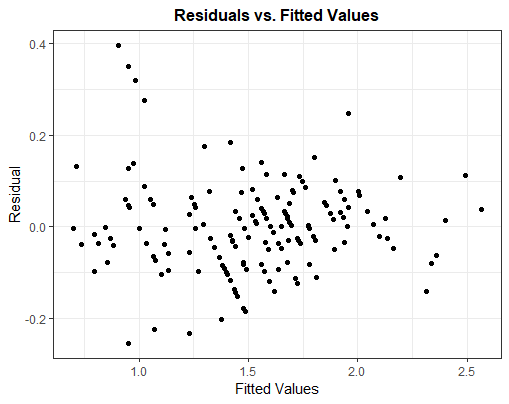 Residuals vs. Fitted Values
Residual
0.4
0.2
0.0
-0.2
1.0 1.5 2.0 2.5
Fitted Values